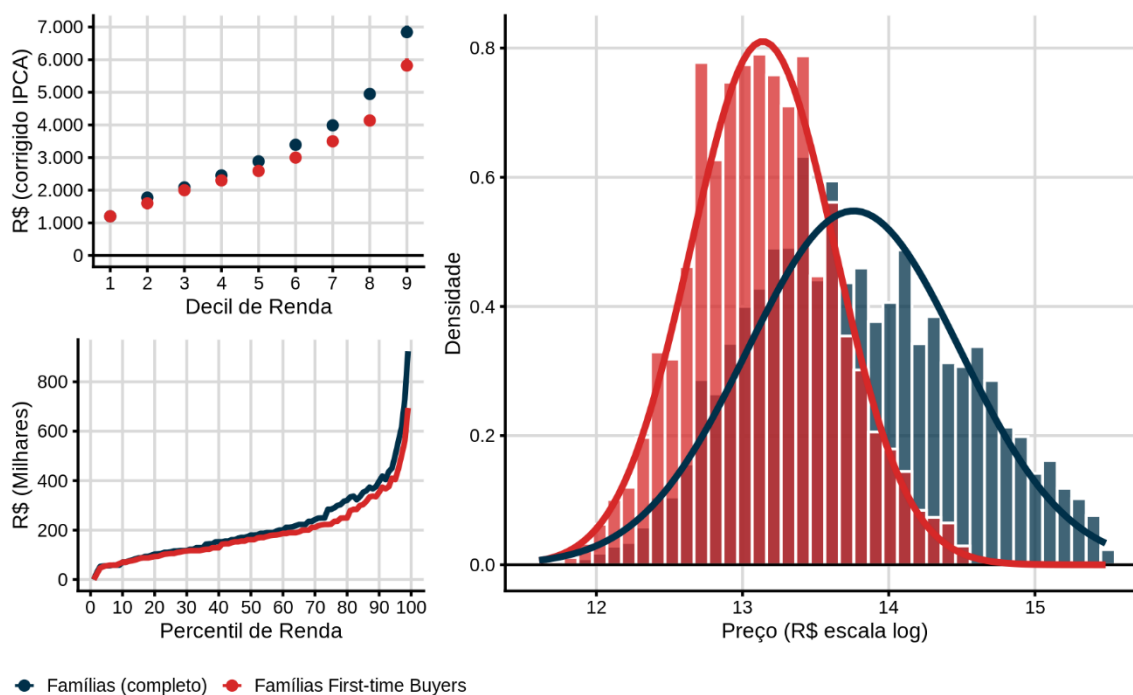 R$ (corrigido IPCA)
7.000
6.000
5.000
4.000
3.000
2.000
1.000
0
1 2 3 4 5 6 7 8 9
Decil de Renda
R$ (Milhares)
800
600
400
200
0
0 10 20 30 40 50 60 70 80 90 100
Percentil de Renda
Densidade
0.8
0.6
0.4
0.2
0.0
12 13 14 15
Preço (R$ escala log)
Famílias (completo) Famílias First-time Buyers